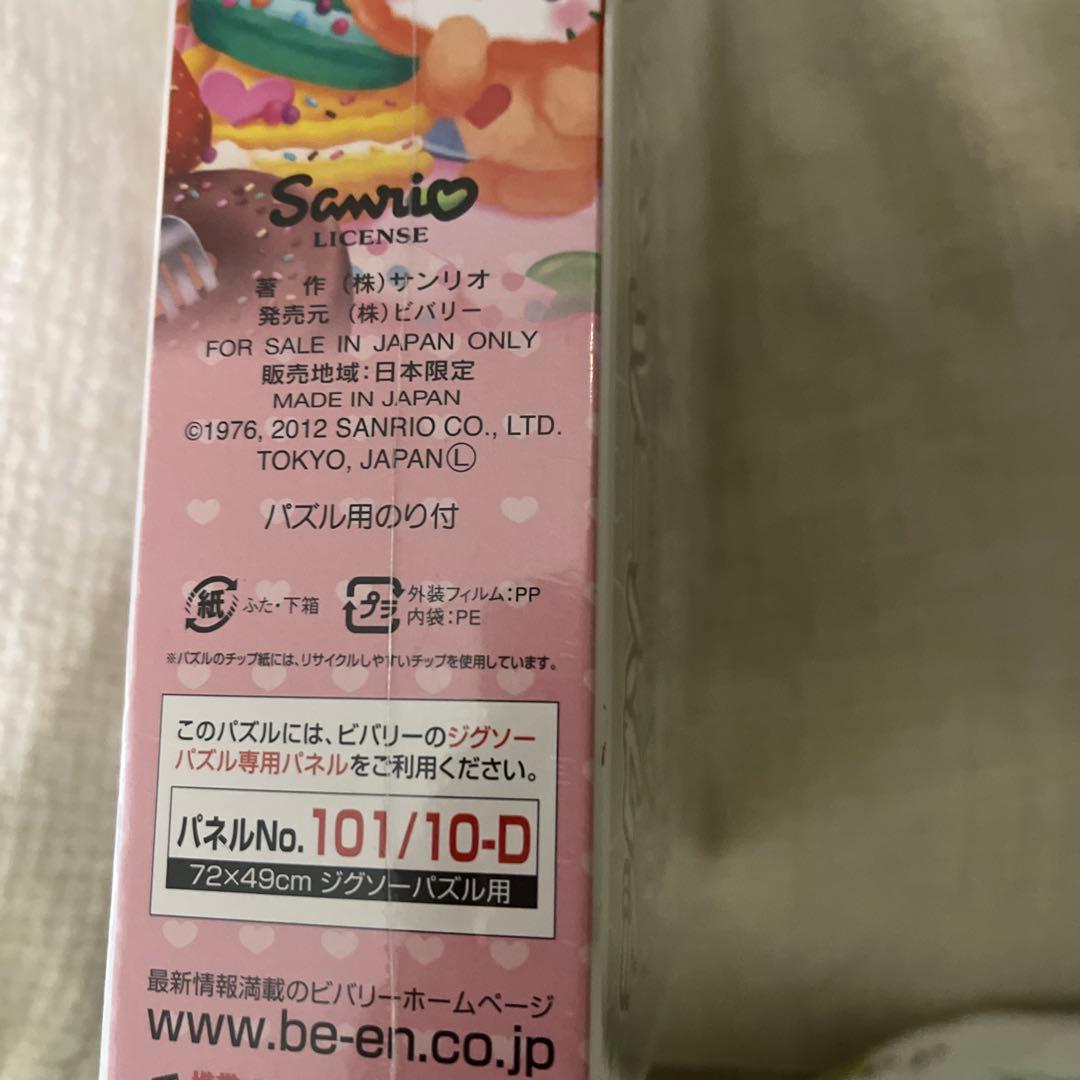 Sanrio
LICENSE
著 作 (株)サンリオ
発売元 (株)ビバリー
FOR SALE IN JAPAN ONLY
販売地域:日本限定
MADE IN JAPAN
©1976, 2012 SANRIO CO., LTD.
TOKYO, JAPAN Ⓛ
パズル用のり付
紙 ふた・下箱
プラ 外装フィルム:PP
内袋:PE
※パズルのチップ紙には、リサイクルしやすいチップを使用しています。
このパズルには、ビバリーのジグソー
パズル専用パネルをご利用ください。
パネルNo. 101/10-D
72×49cm ジグソーパズル用
最新情報満載のビバリーホームページ
www.be-en.co.jp